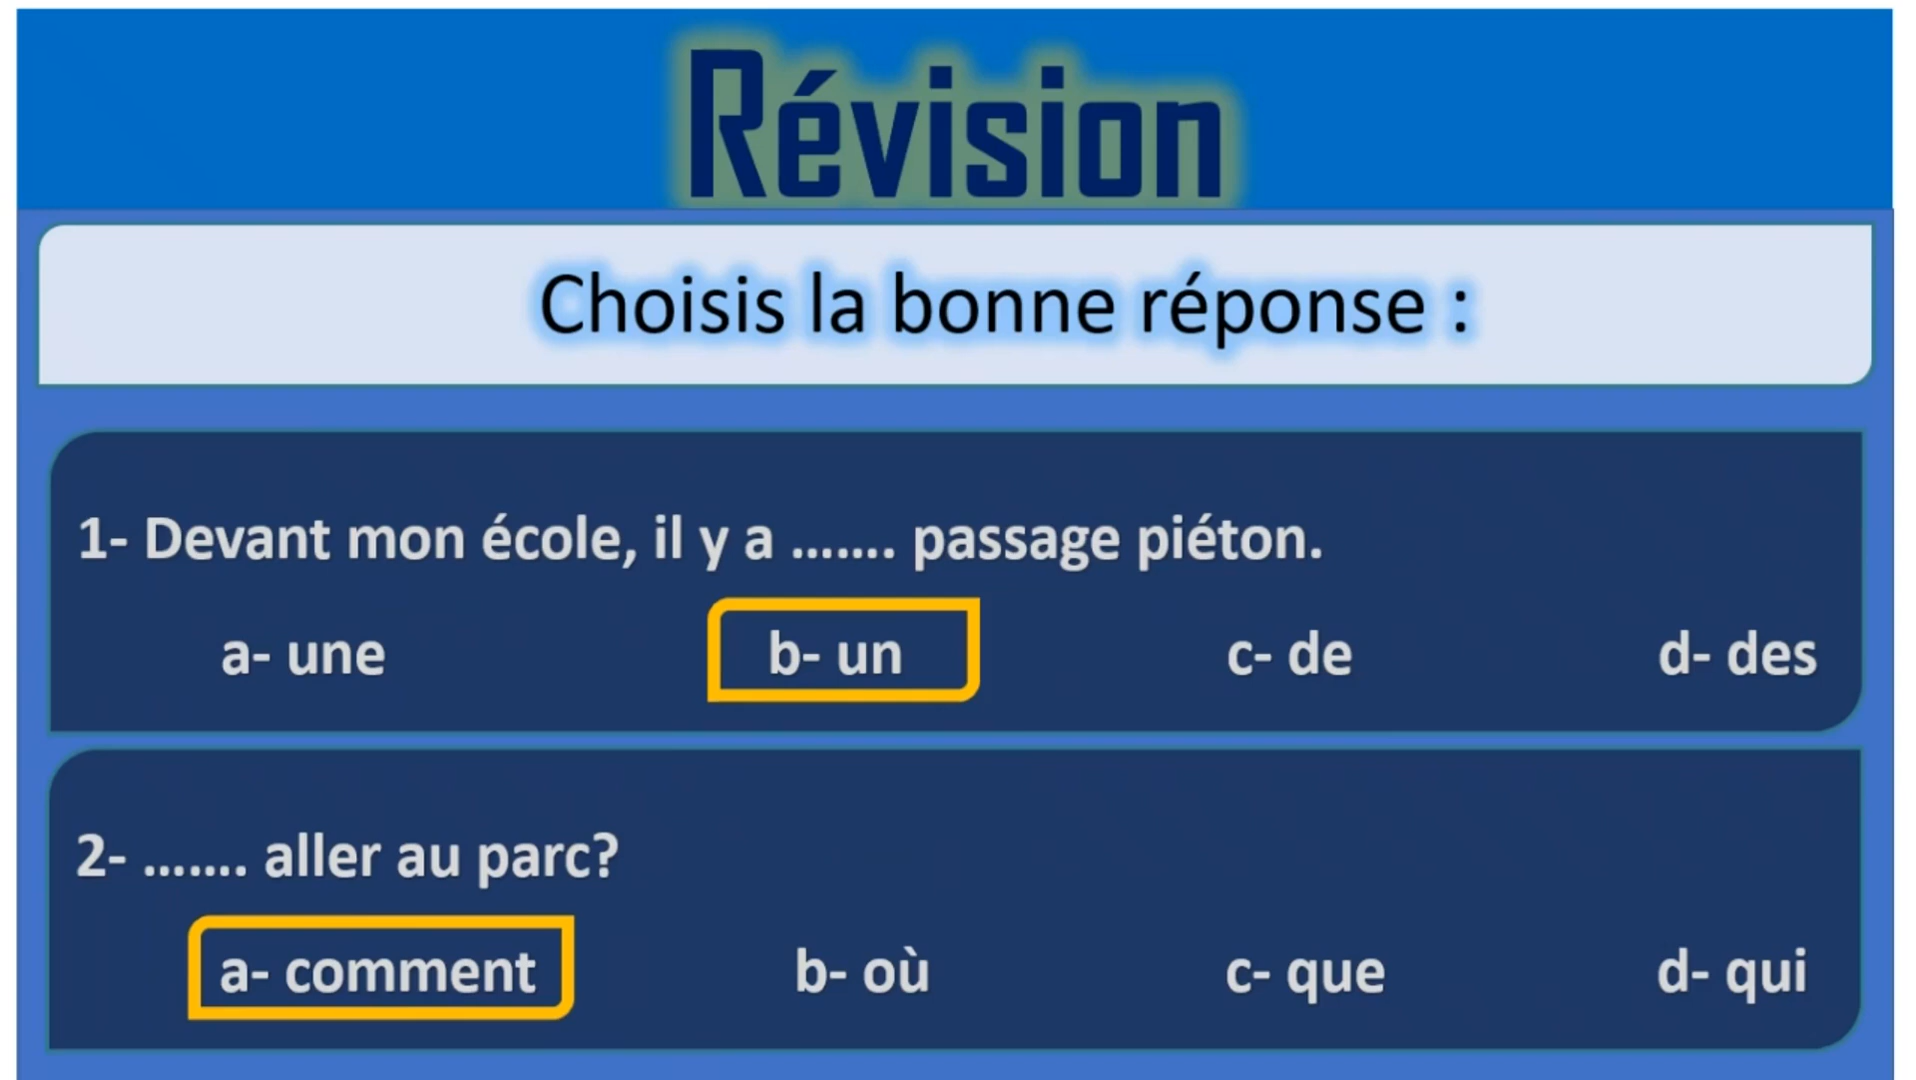 Révision
Choisis la bonne réponse :
1- Devant mon école, il y a ....... passage piéton.
a- une b- un c- de d- des
2- ....... aller au parc?
a- comment b- où c- que d- qui